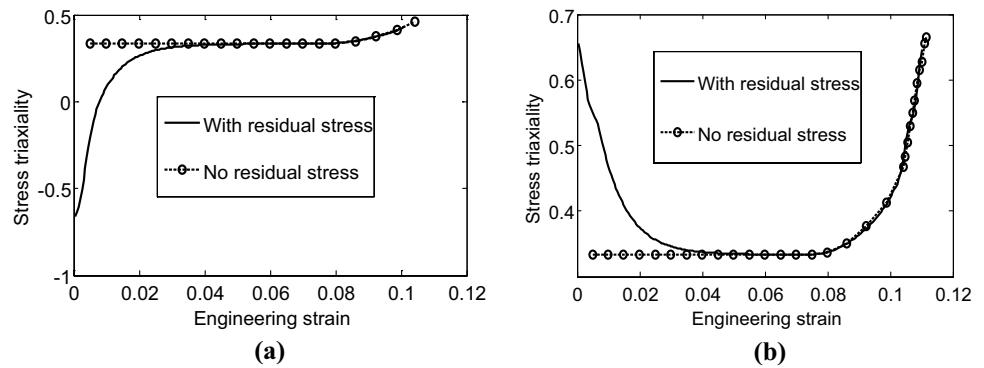 0.5
0
-0.5
-1
Stress triaxiality
With residual stress
No residual stress
0 0.02 0.04 0.06 0.08 0.1 0.12
Engineering strain
(a)
0.7
0.6
0.5
0.4
Stress triaxiality
With residual stress
No residual stress
0 0.02 0.04 0.06 0.08 0.1 0.12
Engineering strain
(b)